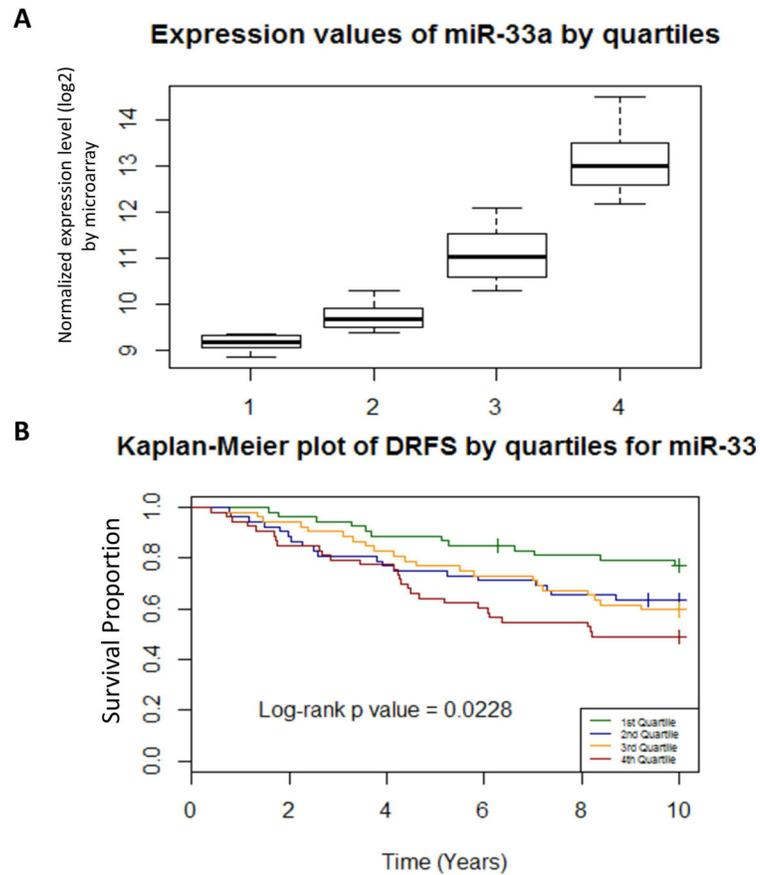 A
Expression values of miR-33a by quartiles
Normalized expression level (log2)
by microarray
14
13
12
11
10
9
1 2 3 4
B
Kaplan-Meier plot of DRFS by quartiles for miR-33
Survival Proportion
1.0
0.8
0.6
0.4
0.2
0.0
Log-rank p value = 0.0228
1st Quartile
2nd Quartile
3rd Quartile
4th Quartile
0 2 4 6 8 10
Time (Years)